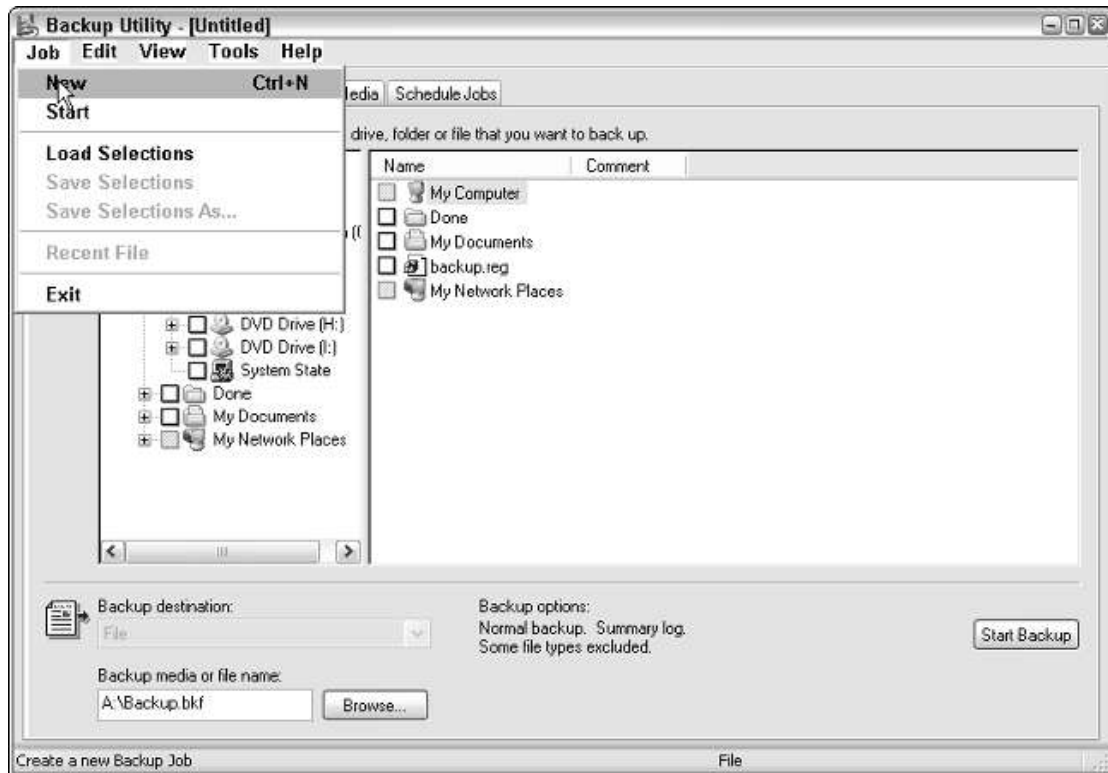 Backup Utility - [Untitled]
Job Edit View Tools Help
New Ctrl+N
Start
Load Selections
Save Selections
Save Selections As...
Recent File
Exit
Schedule Jobs
drive, folder or file that you want to back up.
Name Comment
My Computer
Done
My Documents
backup.reg
My Network Places
DVD Drive (H:)
DVD Drive (I:)
System State
Done
My Documents
My Network Places
Backup destination:
File
Backup media or file name:
A:\Backup.bkf
Browse...
Backup options:
Normal backup. Summary log.
Some file types excluded.
Start Backup
Create a new Backup Job File